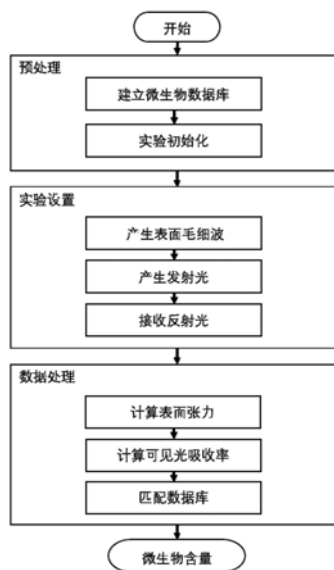 开始
预处理
建立微生物数据库
实验初始化
实验设置
产生表面毛细波
产生发射光
接收反射光
数据处理
计算表面张力
计算可见光吸收率
匹配数据库
微生物含量